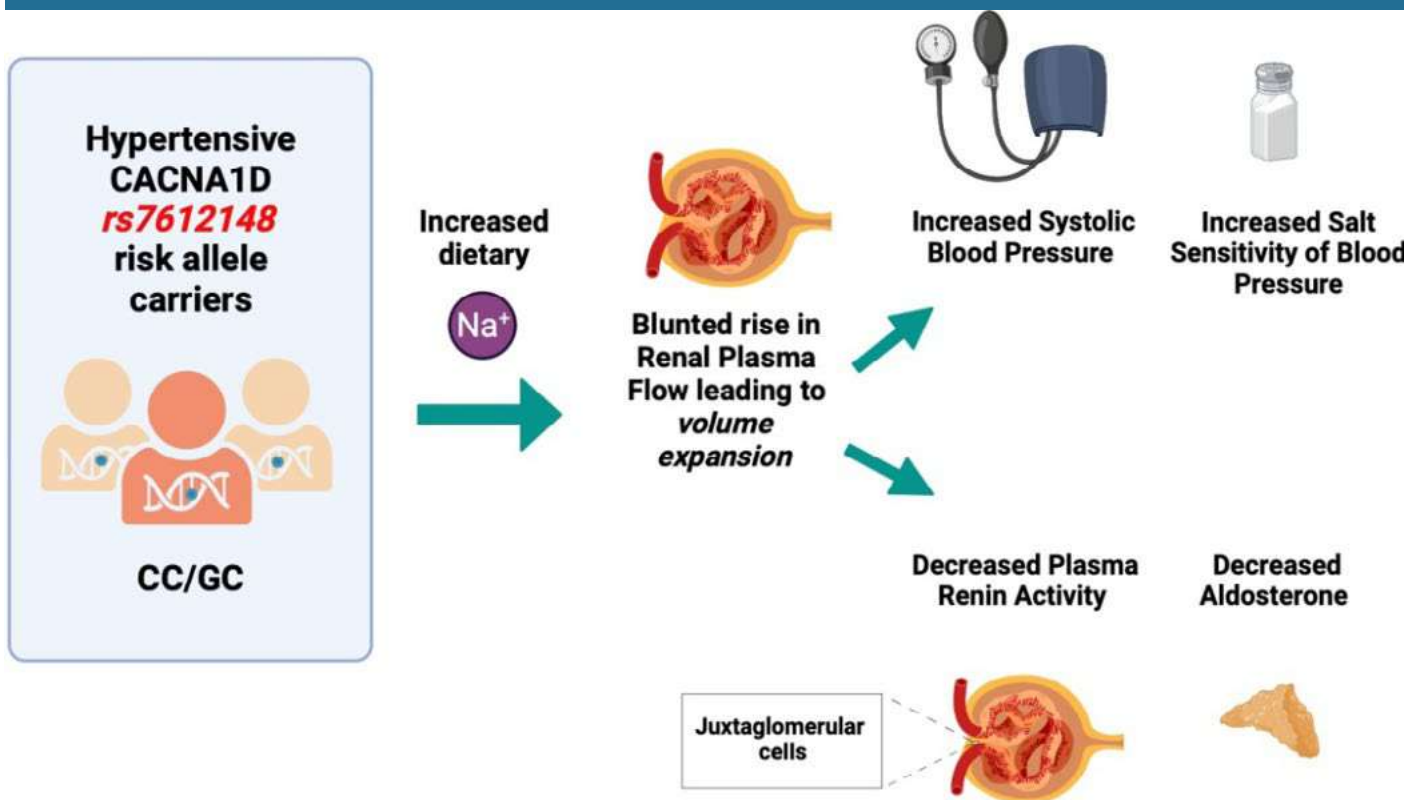 Hypertensive
CACNA1D
rs7612148
risk allele
carriers
CC/GC
Increased
dietary
Na⁺
Blunted rise in
Renal Plasma
Flow leading to
volume
expansion
Increased Systolic
Blood Pressure
Increased Salt
Sensitivity of Blood
Pressure
Decreased Plasma
Renin Activity
Decreased
Aldosterone
Juxtaglomerular
cells